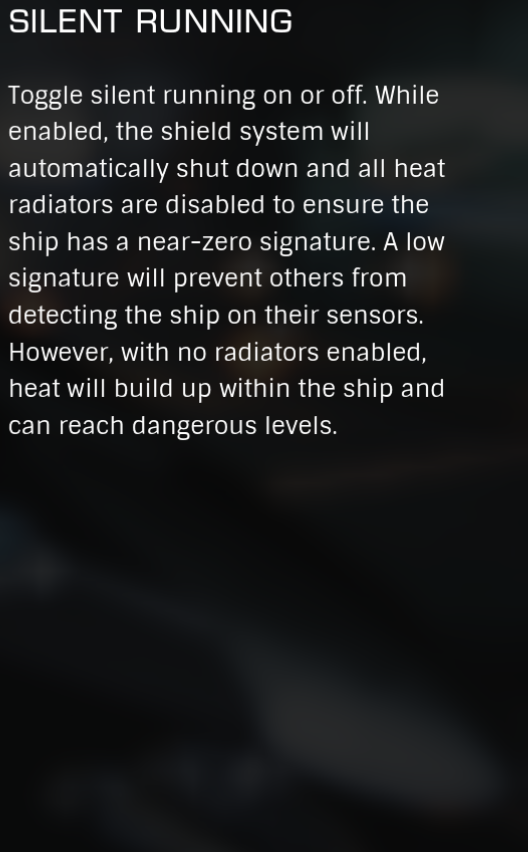 SILENT RUNNING
Toggle silent running on or off. While
enabled, the shield system will
automatically shut down and all heat
radiators are disabled to ensure the
ship has a near-zero signature. A low
signature will prevent others from
detecting the ship on their sensors.
However, with no radiators enabled,
heat will build up within the ship and
can reach dangerous levels.